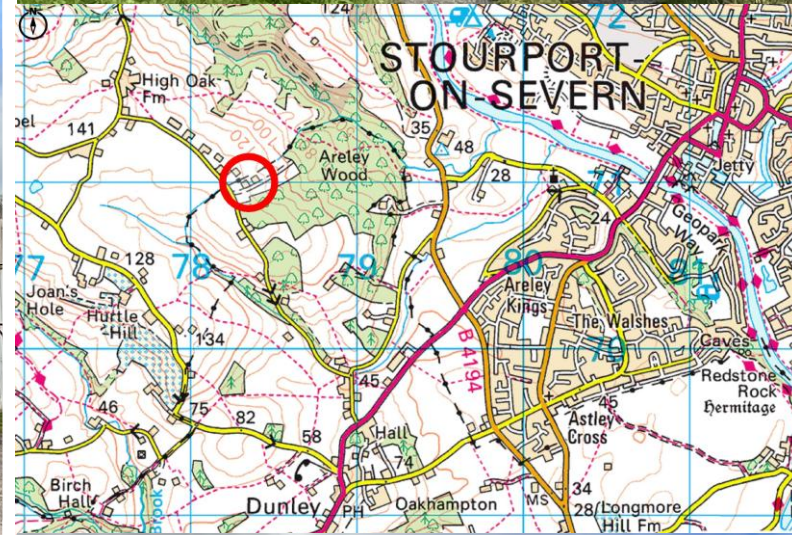 N
124
72
STOURPORT-
ON-SEVERN
High Oak
Fm
100
120
141
35
48
Areley
Wood
28
71
Jetty
24
Geopark
Way
77
128
78
79
80
Areley
Kings
Joan's
Hole
Hurtle
Hill
The Walshes
134
B 4194
Caves
Redstone
Rock
Hermitage
45
46
75
82
58
Hall
74
45
Astley
Cross
Birch
Hall
Brook
Dunley
PH
Oakhampton
MS
34
28
Longmore
Hill Fm